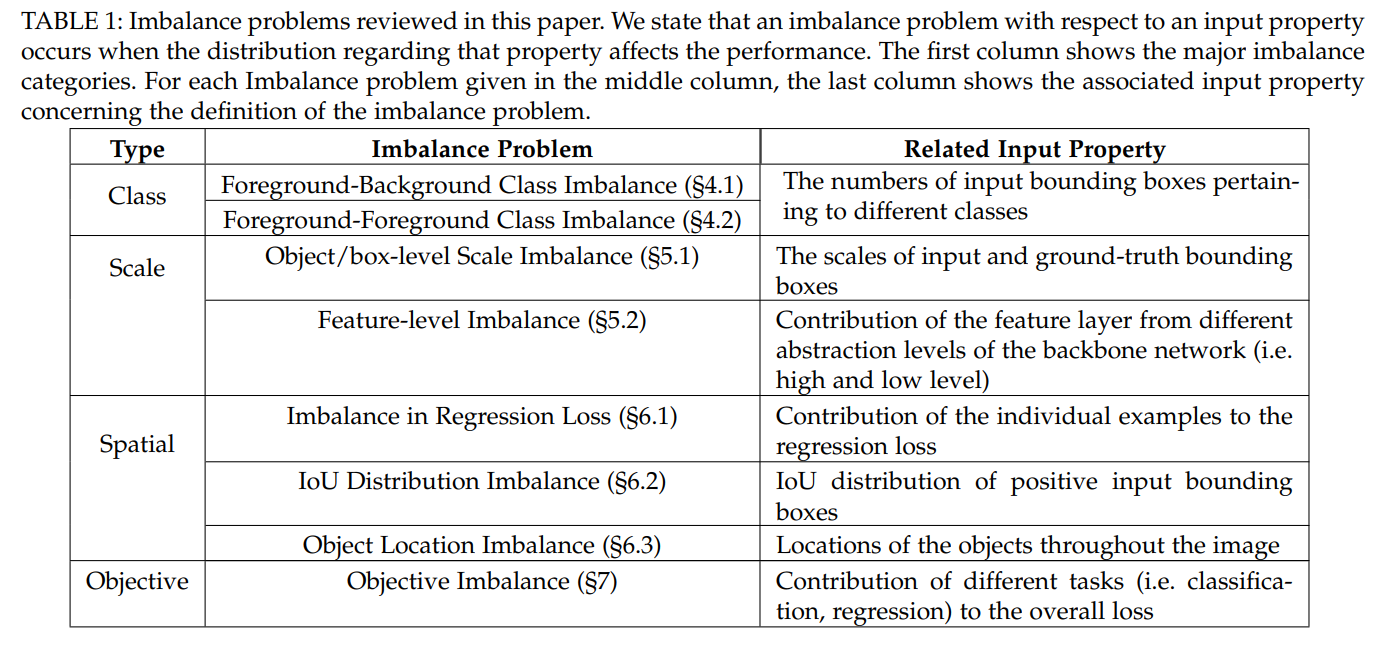 TABLE 1: Imbalance problems reviewed in this paper. We state that an imbalance problem with respect to an input property
occurs when the distribution regarding that property affects the performance. The first column shows the major imbalance
categories. For each Imbalance problem given in the middle column, the last column shows the associated input property
concerning the definition of the imbalance problem.
Type
Imbalance Problem
Related Input Property
Class
Foreground-Background Class Imbalance (§4.1)
Foreground-Foreground Class Imbalance (§4.2)
The numbers of input bounding boxes pertain-
ing to different classes
Scale
Object/box-level Scale Imbalance (§5.1)
The scales of input and ground-truth bounding
boxes
Feature-level Imbalance (§5.2)
Contribution of the feature layer from different
abstraction levels of the backbone network (i.e.
high and low level)
Spatial
Imbalance in Regression Loss (§6.1)
Contribution of the individual examples to the
regression loss
IoU Distribution Imbalance (§6.2)
IoU distribution of positive input bounding
boxes
Object Location Imbalance (§6.3)
Locations of the objects throughout the image
Objective
Objective Imbalance (§7)
Contribution of different tasks (i.e. classifica-
tion, regression) to the overall loss